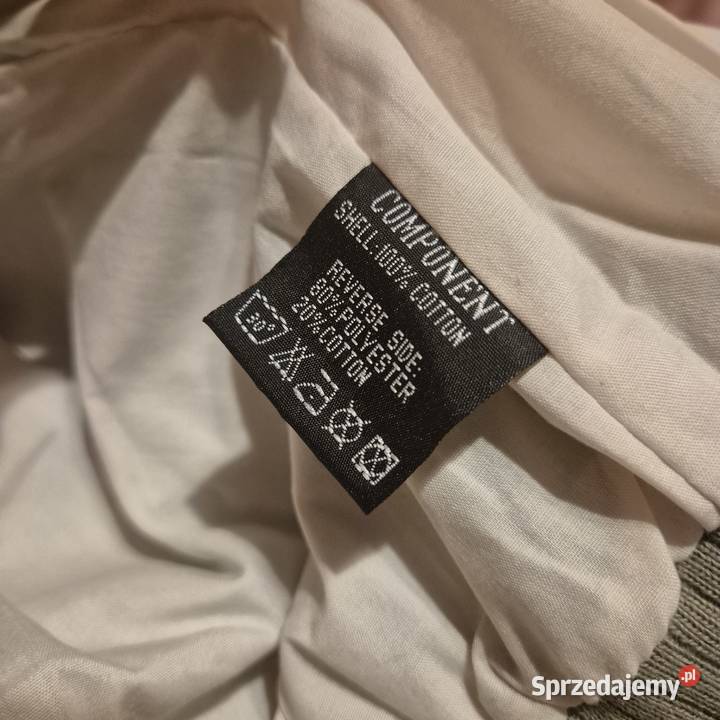 COMPONENT
SHELL:100% COTTON
REVERSE SIDE:
80%POLYESTER
20%COTTON
30°
Sprzedajemy.pl